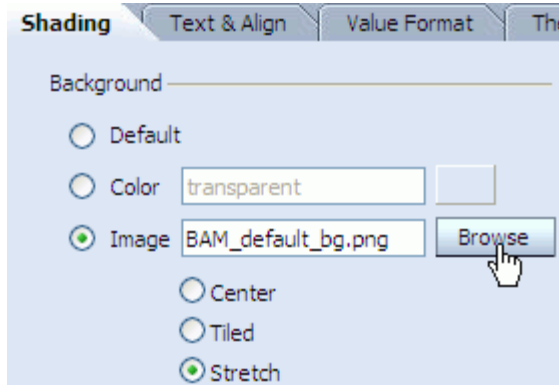 Shading Text & Align Value Format
Background
Default
Color transparent
Image BAM_default_bg.png Browse
Center
Tiled
Stretch